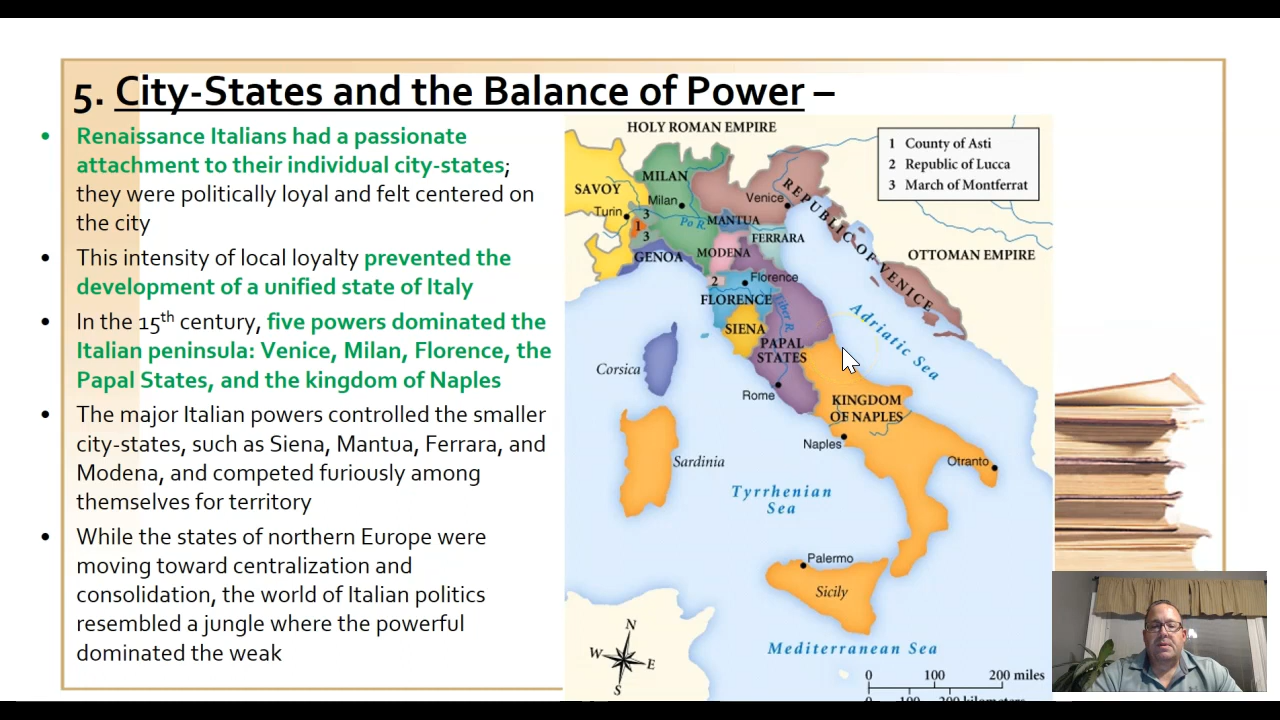 5. City-States and the Balance of Power –
• Renaissance Italians had a passionate
attachment to their individual city-states;
they were politically loyal and felt centered on
the city
• This intensity of local loyalty prevented the
development of a unified state of Italy
• In the 15th century, five powers dominated the
Italian peninsula: Venice, Milan, Florence, the
Papal States, and the kingdom of Naples
• The major Italian powers controlled the smaller
city-states, such as Siena, Mantua, Ferrara, and
Modena, and competed furiously among
themselves for territory
• While the states of northern Europe were
moving toward centralization and
consolidation, the world of Italian politics
resembled a jungle where the powerful
dominated the weak
HOLY ROMAN EMPIRE
1 County of Asti
2 Republic of Lucca
3 March of Montferrat
MILAN
SAVOY
Milan
Venice
Turin
3
1
3
Po R.
MANTUA
REPUBLIC OF VENICE
FERRARA
GENOA
MODENA
OTTOMAN EMPIRE
2
Florence
FLORENCE
Tiber R.
SIENA
Adriatic Sea
PAPAL
STATES
Corsica
Rome
KINGDOM
OF NAPLES
Naples
Otranto
Sardinia
Tyrrhenian
Sea
Palermo
Sicily
Mediterranean Sea
N
W
E
S
0 100 200 miles
0 100 200 kilometers